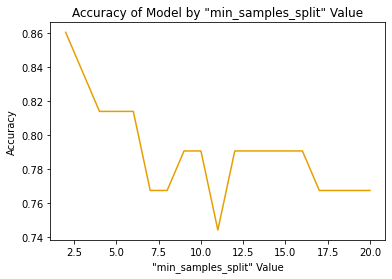 Accuracy of Model by "min_samples_split" Value
0.86
0.84
0.82
0.80
0.78
0.76
0.74
Accuracy
2.5 5.0 7.5 10.0 12.5 15.0 17.5 20.0
"min_samples_split" Value